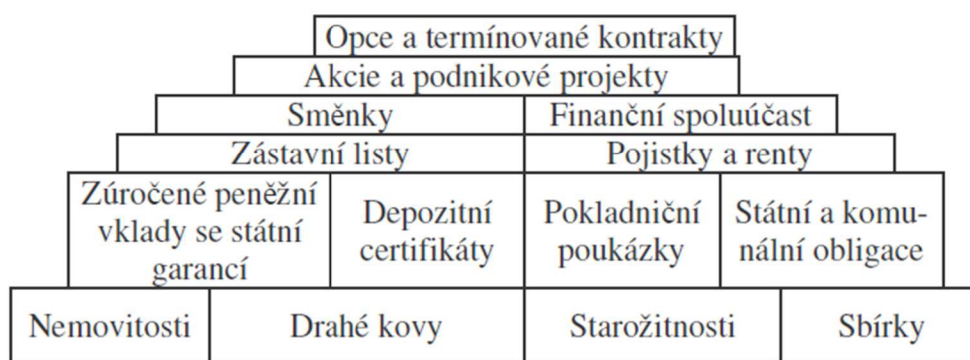 Opce a termínované kontrakty
Akcie a podnikové projekty
Směnky
Finanční spoluúčast
Zástavní listy
Pojistky a renty
Zúročené peněžní
vklady se státní
garancí
Depozitní
certifikáty
Pokladniční
poukázky
Státní a komu-
nální obligace
Nemovitosti
Drahé kovy
Starožitnosti
Sbírky